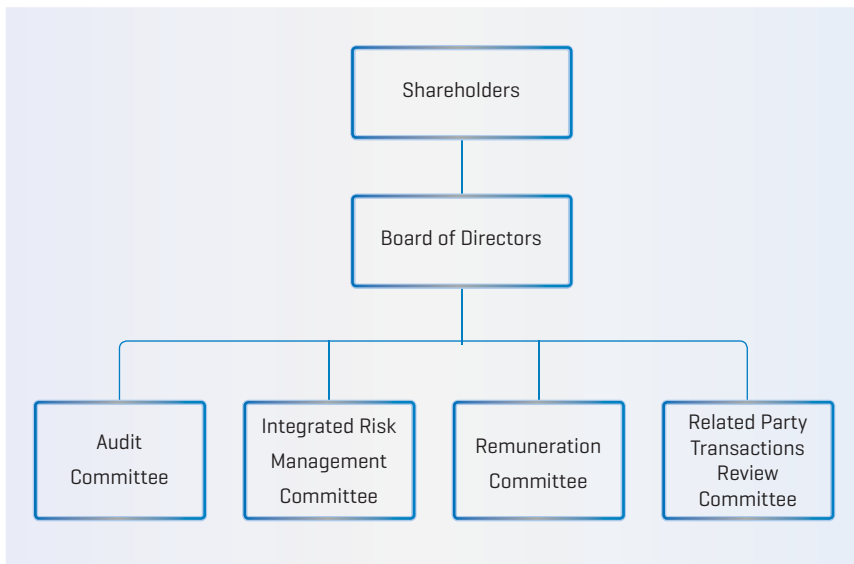 Shareholders
Board of Directors
Audit
Committee
Integrated Risk
Management
Committee
Remuneration
Committee
Related Party
Transactions
Review
Committee